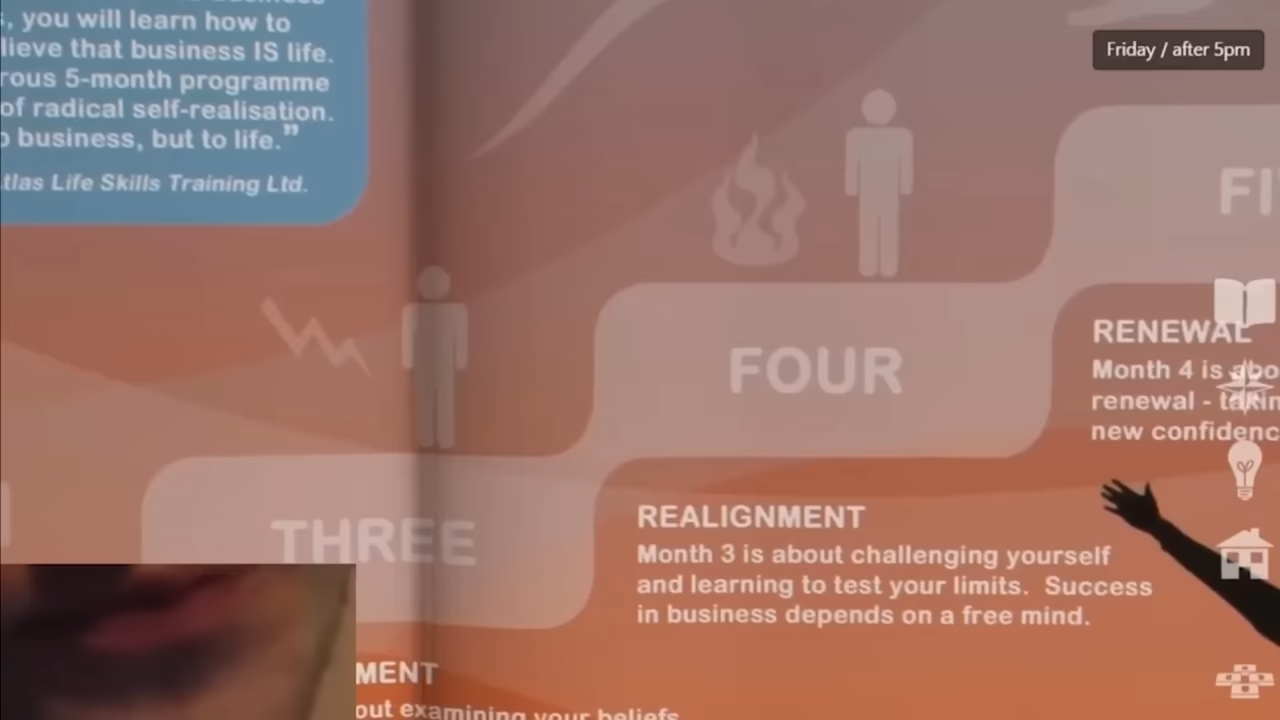 , you will learn how to
lieve that business IS life.
rous 5-month programme
of radical self-realisation.
business, but to life.”
tlas Life Skills Training Ltd.
Friday / after 5pm
FI
RENEWAL
Month 4 is abo
renewal - takin
new confidenc
FOUR
THREE
REALIGNMENT
Month 3 is about challenging yourself
and learning to test your limits. Success
in business depends on a free mind.
MENT
out examining your beliefs